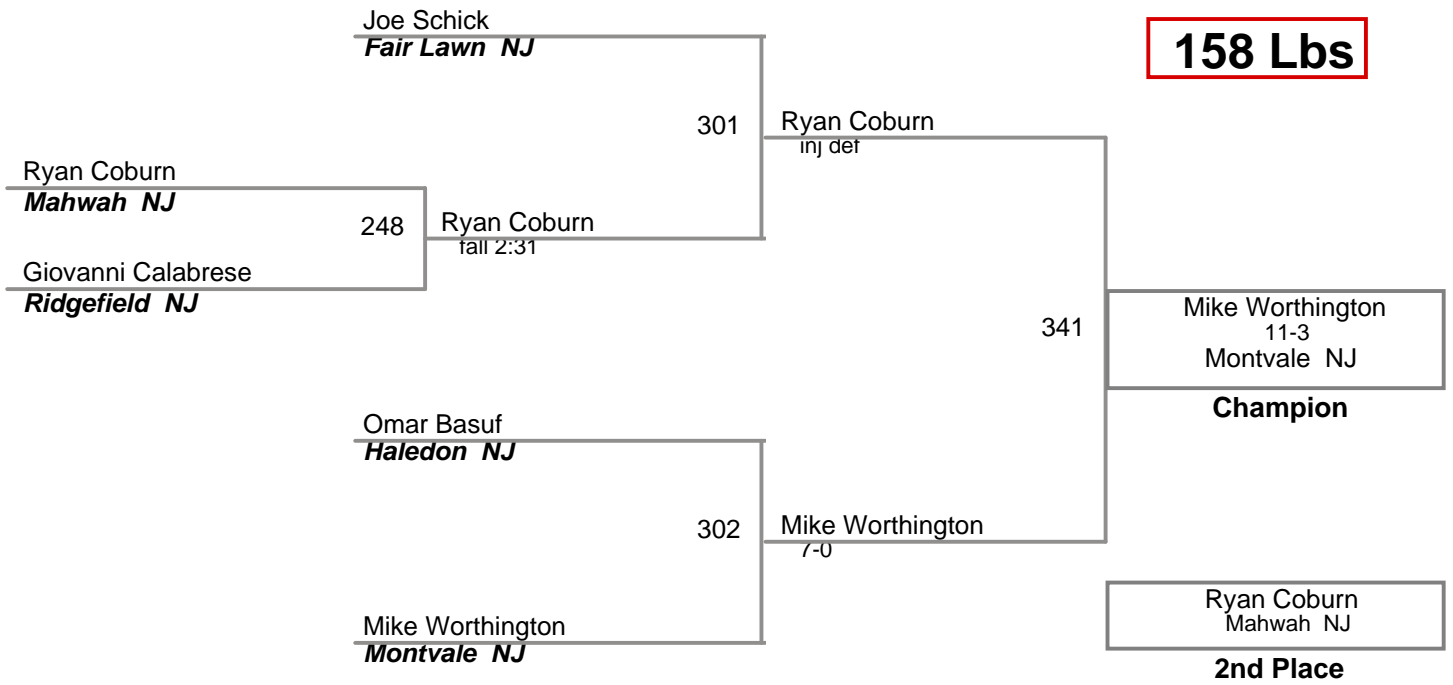 Joe Schick
Fair Lawn NJ
158 Lbs
301
Ryan Coburn
inj def
Ryan Coburn
Mahwah NJ
248
Ryan Coburn
fall 2:31
Giovanni Calabrese
Ridgefield NJ
341
Mike Worthington
11-3
Montvale NJ
Champion
Omar Basuf
Haledon NJ
302
Mike Worthington
7-0
Mike Worthington
Montvale NJ
Ryan Coburn
Mahwah NJ
2nd Place